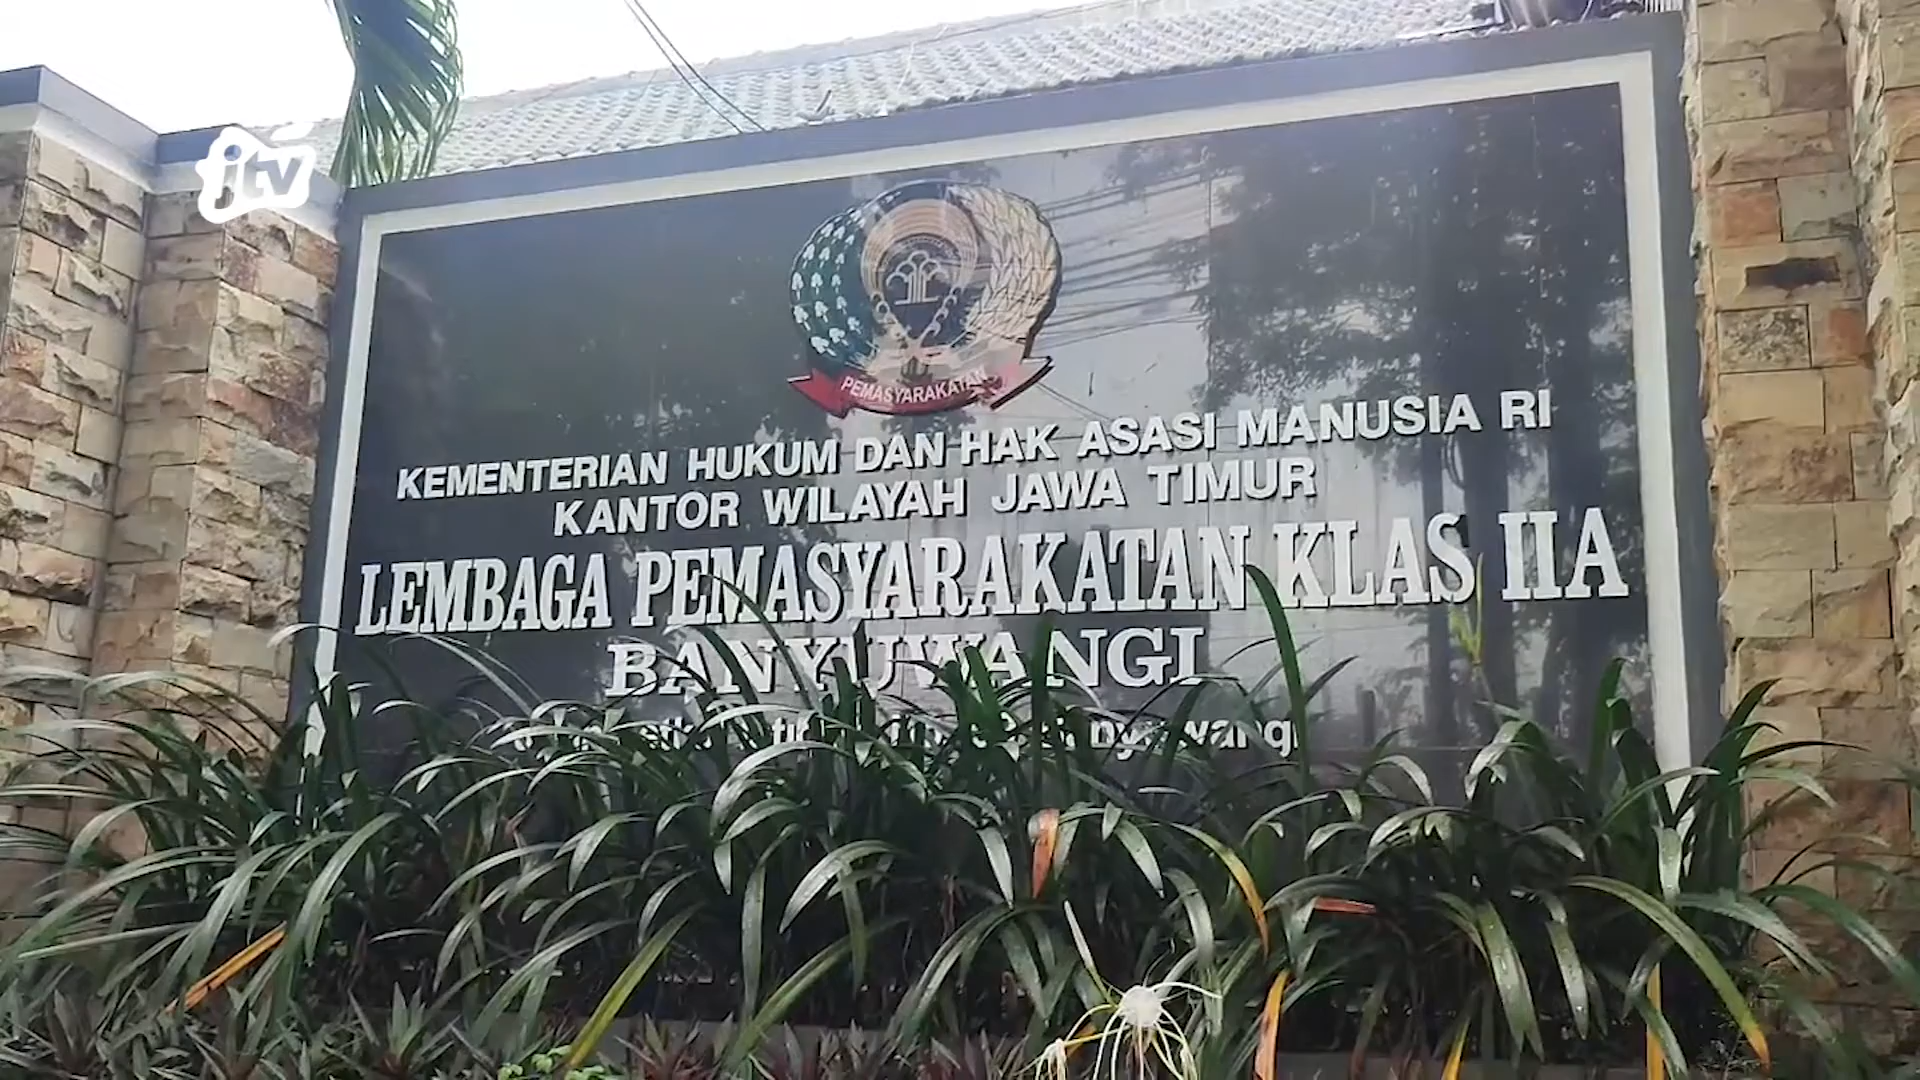 jtv
PEMASYARAKATAN
KEMENTERIAN HUKUM DAN HAK ASASI MANUSIA RI
KANTOR WILAYAH JAWA TIMUR
LEMBAGA PEMASYARAKATAN KLAS IIA
BANYUWANGI